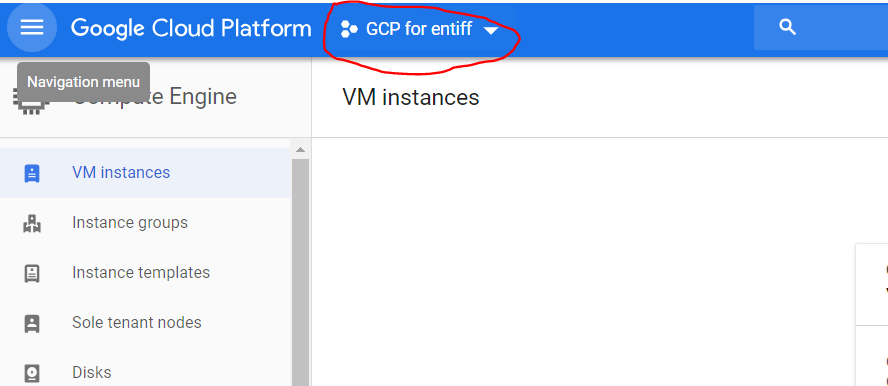 Google Cloud Platform
GCP for entiff
Navigation menu
Compute Engine
VM instances
VM instances
Instance groups
Instance templates
Sole tenant nodes
Disks